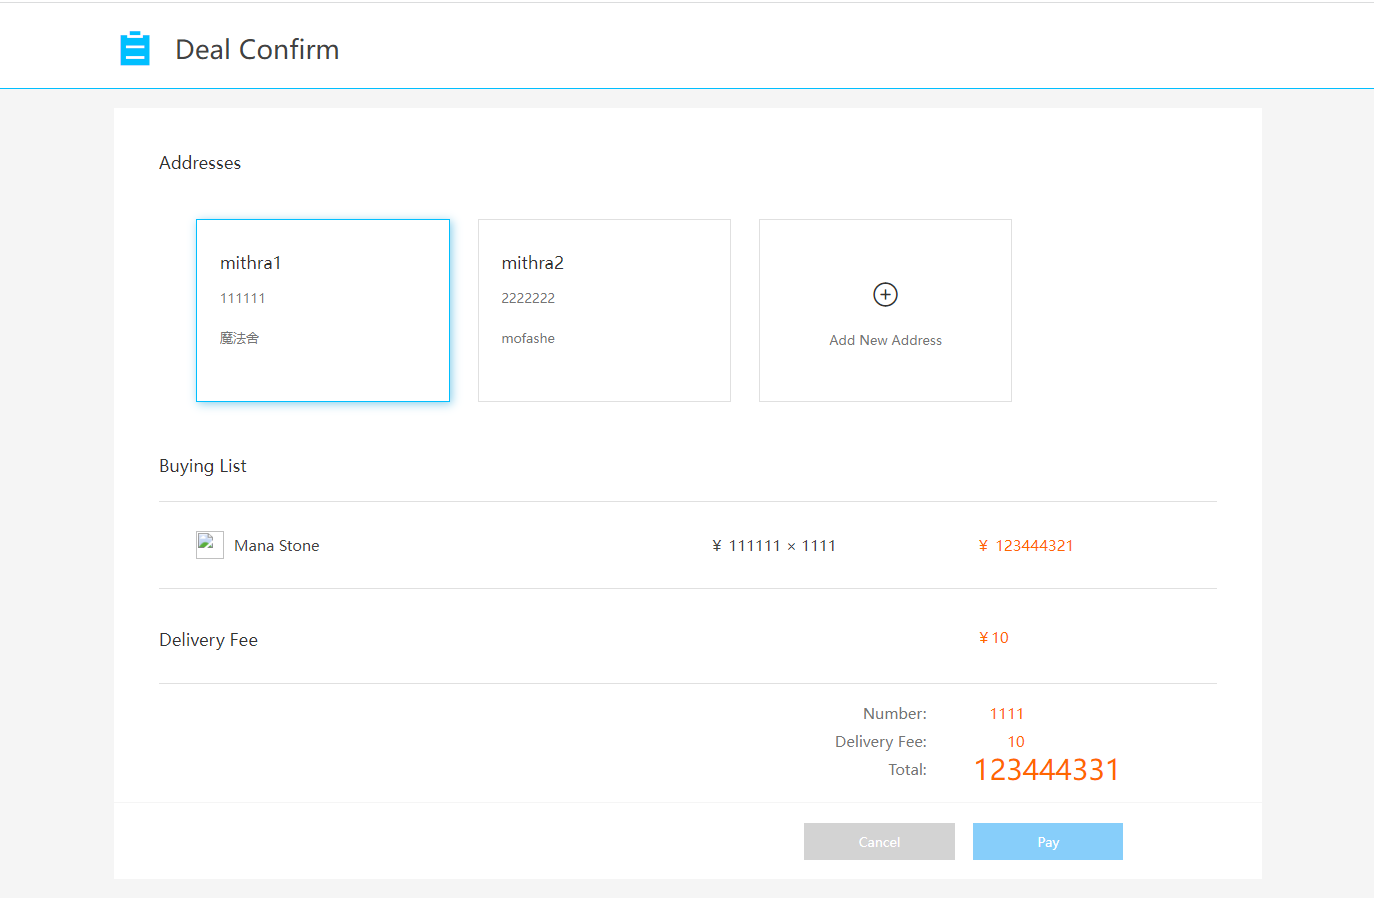 Deal Confirm
Addresses
mithra1
111111
魔法舍
mithra2
2222222
mofashe
Add New Address
Buying List
Mana Stone ¥ 111111 × 1111 ¥ 123444321
Delivery Fee ¥ 10
Number: 1111
Delivery Fee: 10
Total: 123444331
Cancel Pay